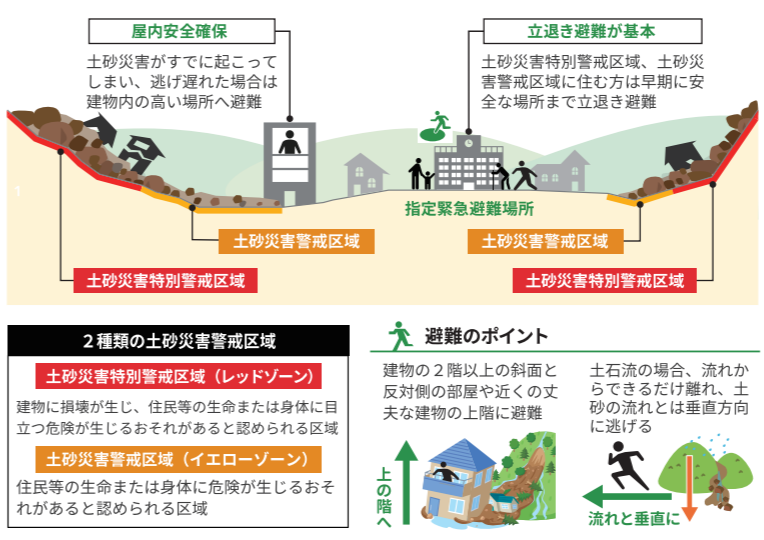 屋内安全確保
土砂災害がすでに起こって
しまい、逃げ遅れた場合は
建物内の高い場所へ避難
立退き避難が基本
土砂災害特別警戒区域、土砂災
害警戒区域に住む方は早期に安
全な場所まで立退き避難
指定緊急避難場所
土砂災害警戒区域
土砂災害警戒区域
土砂災害特別警戒区域
土砂災害特別警戒区域
２種類の土砂災害警戒区域
土砂災害特別警戒区域（レッドゾーン）
建物に損壊が生じ、住民等の生命または身体に目
立つ危険が生じるおそれがあると認められる区域
土砂災害警戒区域（イエローゾーン）
住民等の生命または身体に危険が生じるおそ
れがあると認められる区域
避難のポイント
建物の２階以上の斜面と
反対側の部屋や近くの丈
夫な建物の上階に避難
上の階へ
土石流の場合、流れか
らできるだけ離れ、土
砂の流れとは垂直方向
に逃げる
流れと垂直に